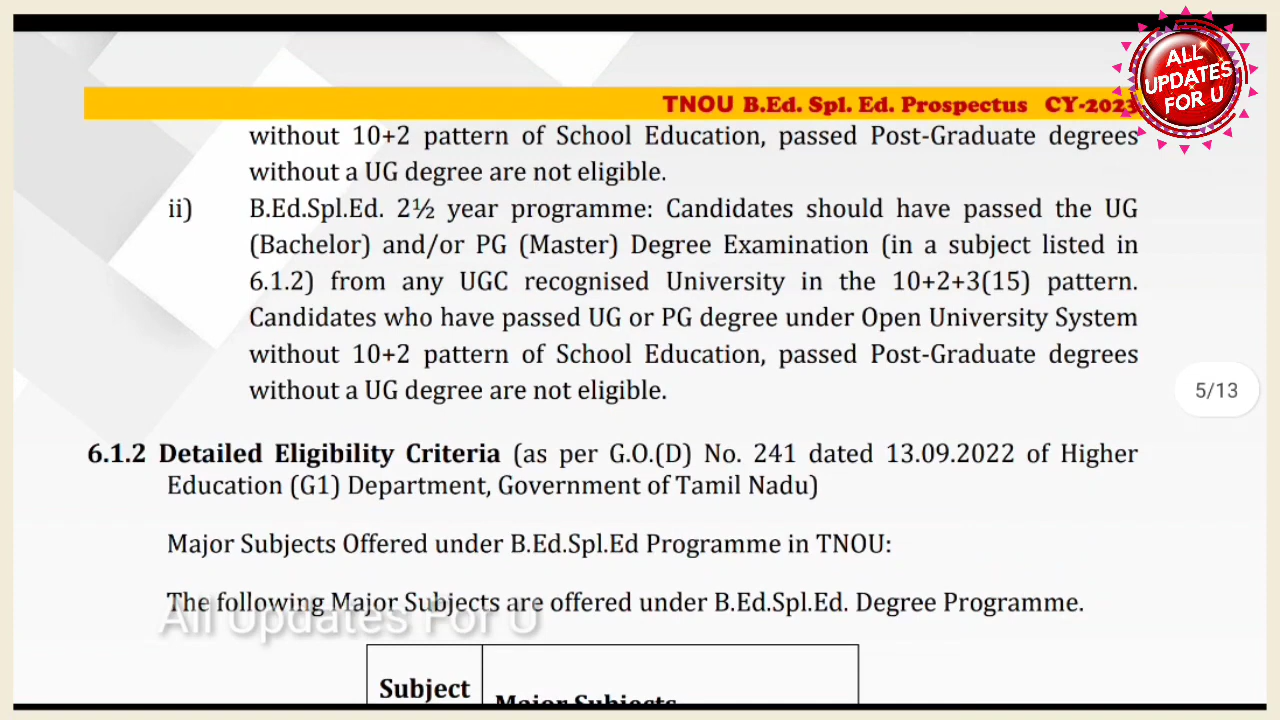 TNOU B.Ed. Spl. Ed. Prospectus CY-2023
ALL
UPDATES
FOR U
without 10+2 pattern of School Education, passed Post-Graduate degrees
without a UG degree are not eligible.
ii) B.Ed.Spl.Ed. 2½ year programme: Candidates should have passed the UG
(Bachelor) and/or PG (Master) Degree Examination (in a subject listed in
6.1.2) from any UGC recognised University in the 10+2+3(15) pattern.
Candidates who have passed UG or PG degree under Open University System
without 10+2 pattern of School Education, passed Post-Graduate degrees
without a UG degree are not eligible.
5/13
6.1.2 Detailed Eligibility Criteria (as per G.O.(D) No. 241 dated 13.09.2022 of Higher
Education (G1) Department, Government of Tamil Nadu)
Major Subjects Offered under B.Ed.Spl.Ed Programme in TNOU:
The following Major Subjects are offered under B.Ed.Spl.Ed. Degree Programme.
All Updates For U
Subject
Major Subjects